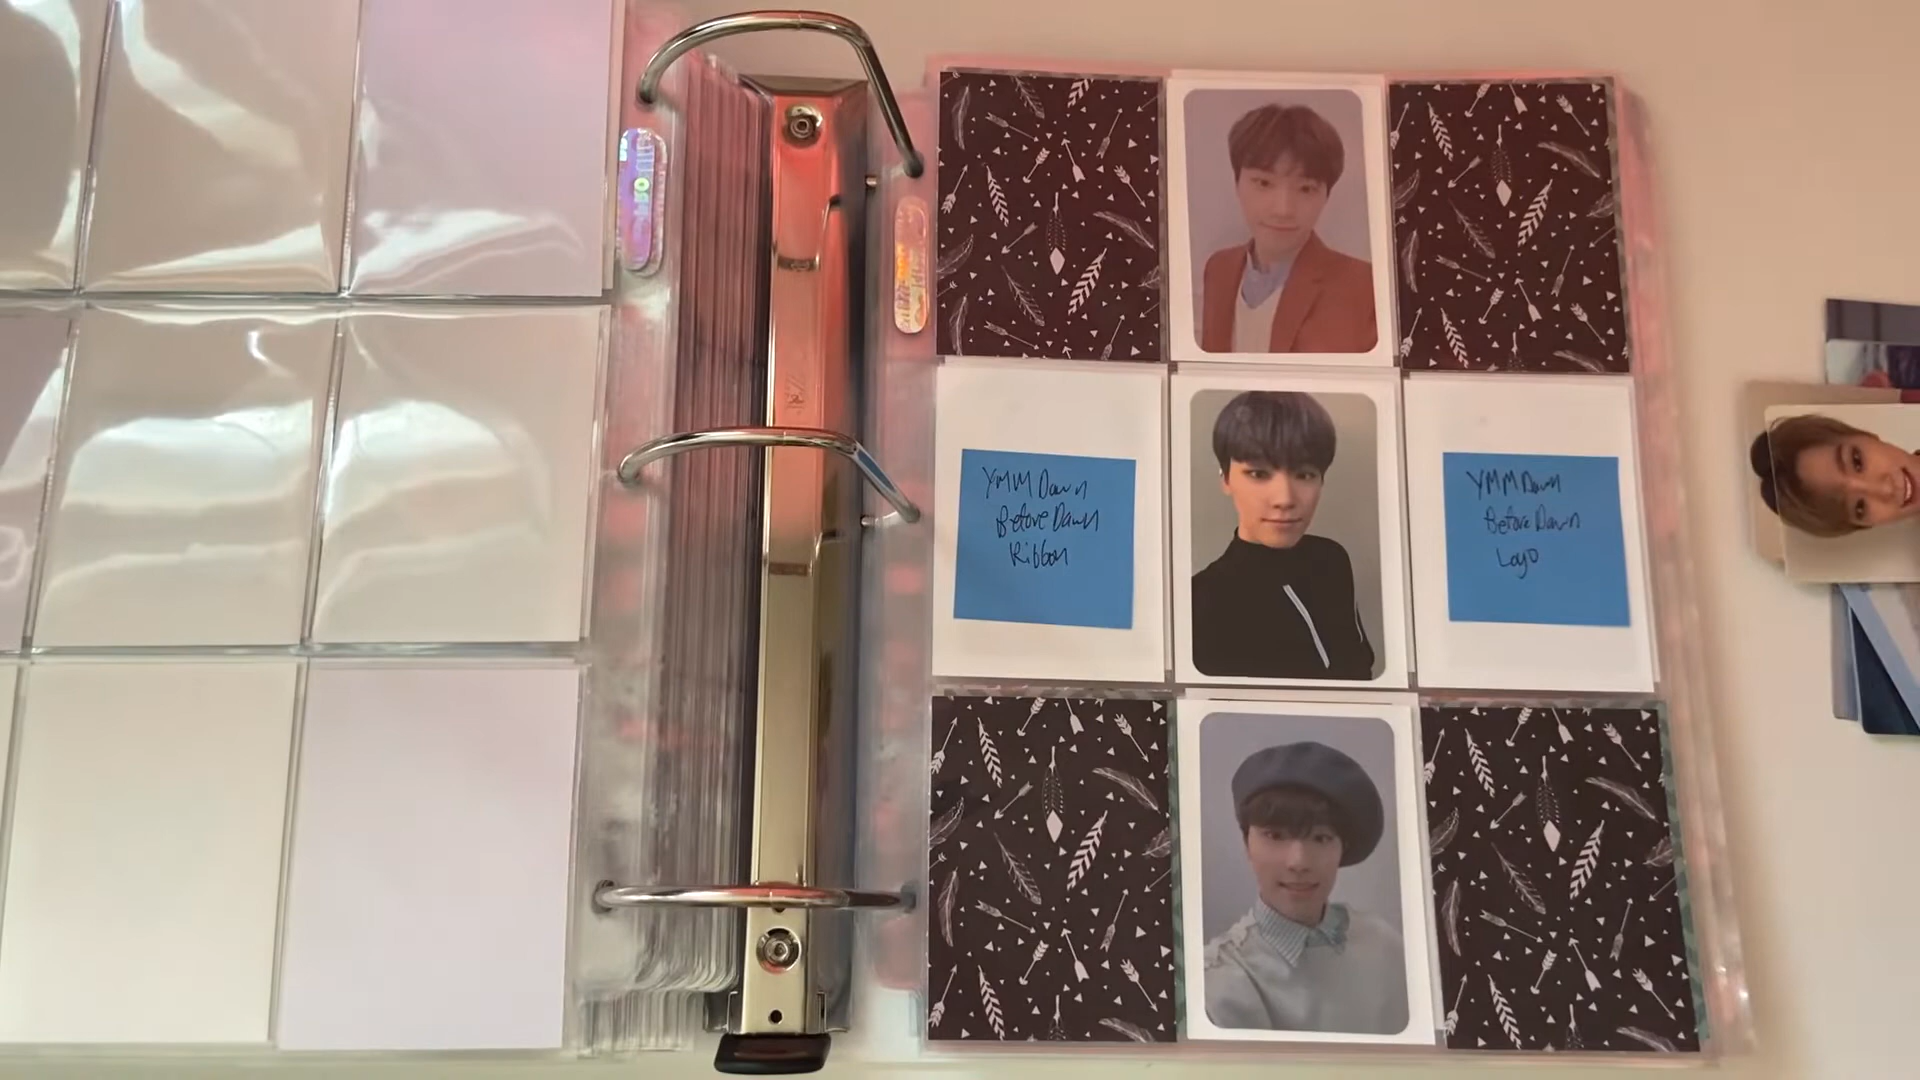 YMM Dawn
Before Dawn
Ribbon
YMM Dawn
Before Dawn
Logo